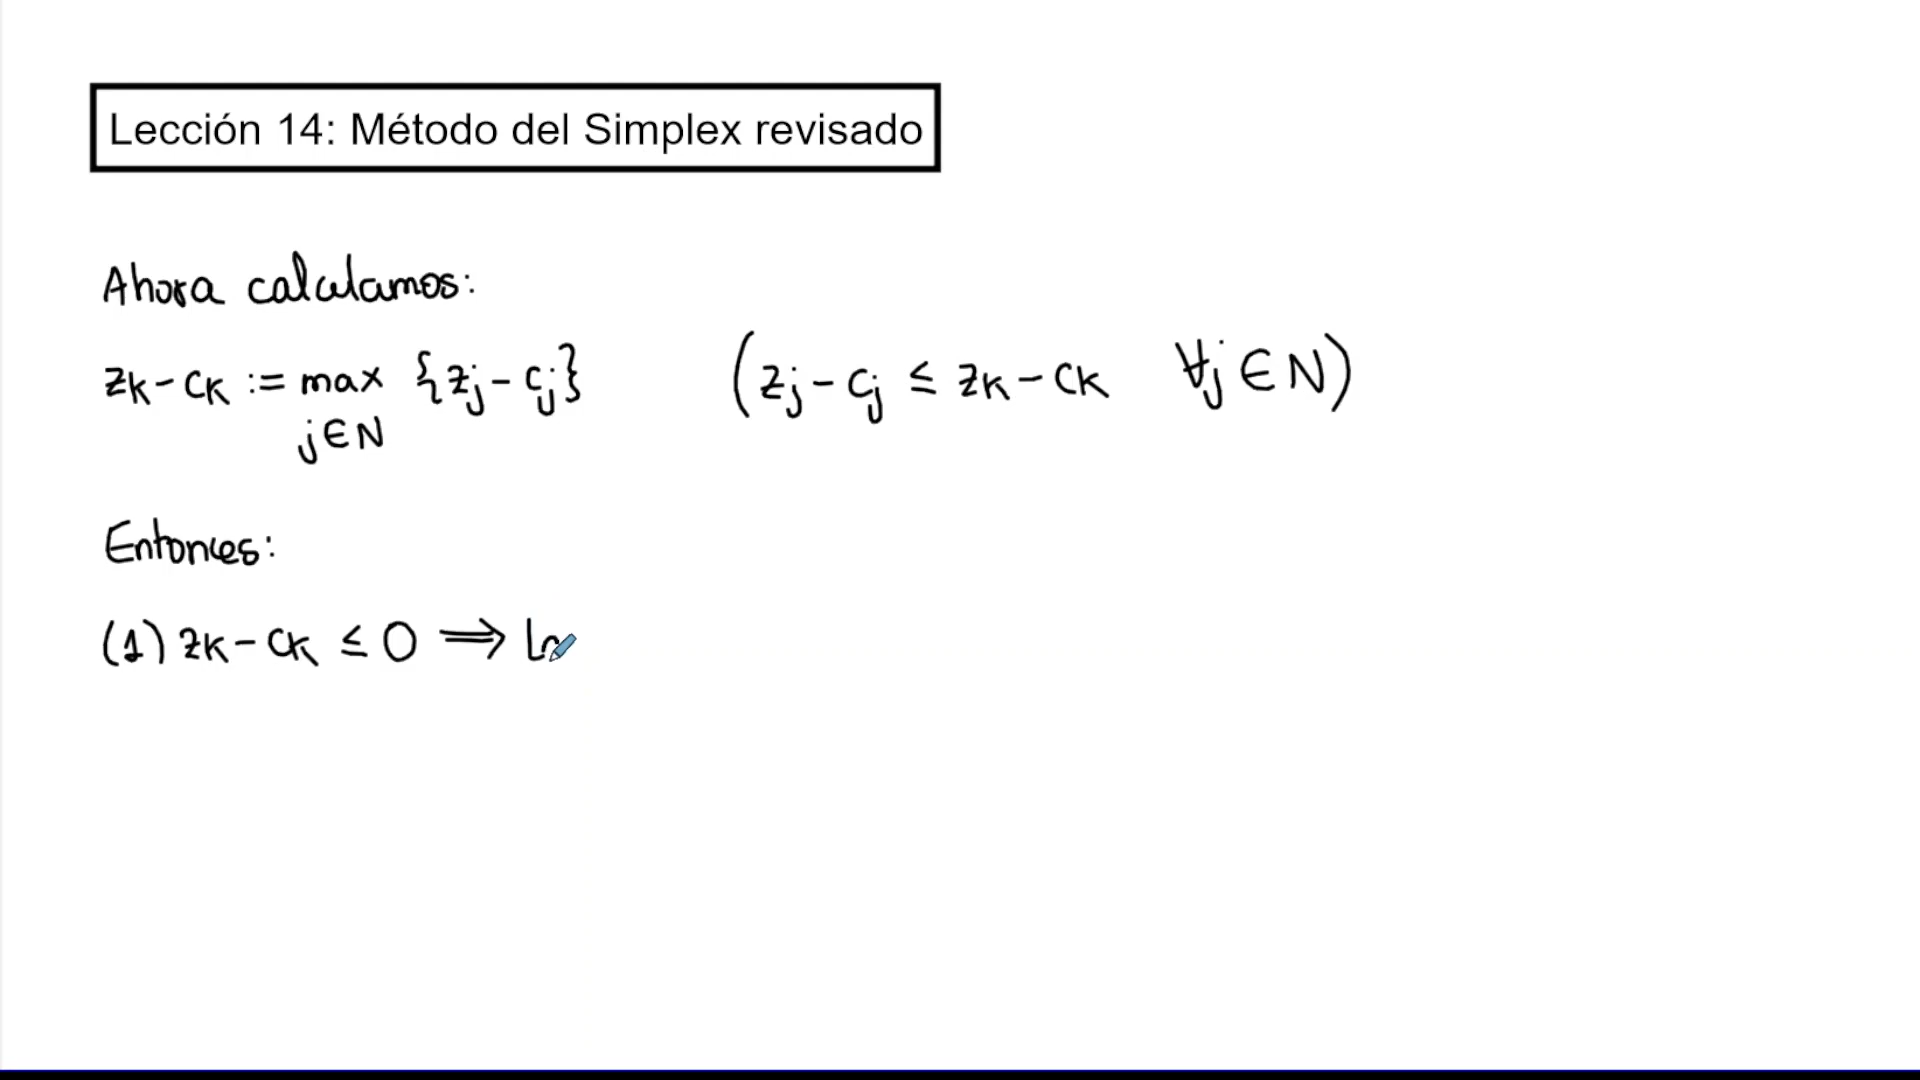 Lección 14: Método del Simplex revisado
Ahora calculamos:
zk - ck := max {zj - cj} (zj - cj ≤ zk - ck ∀j ∈ N)
j ∈ N
Entonces:
(1) zk - ck ≤ 0 ⟹ La